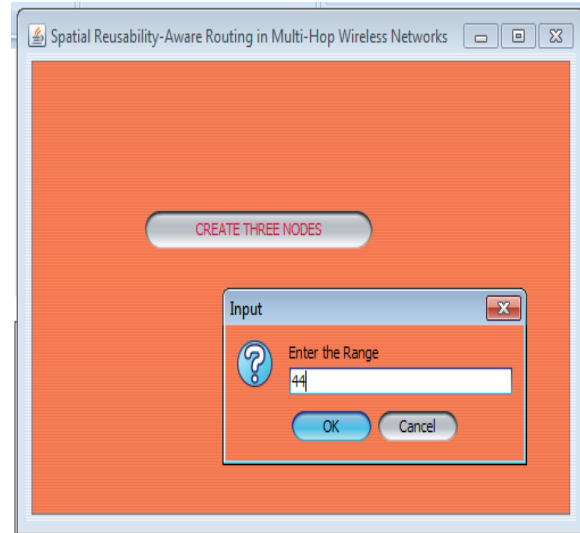 Spatial Reusability-Aware Routing in Multi-Hop Wireless Networks
CREATE THREE NODES
Input
Enter the Range
44
OK
Cancel